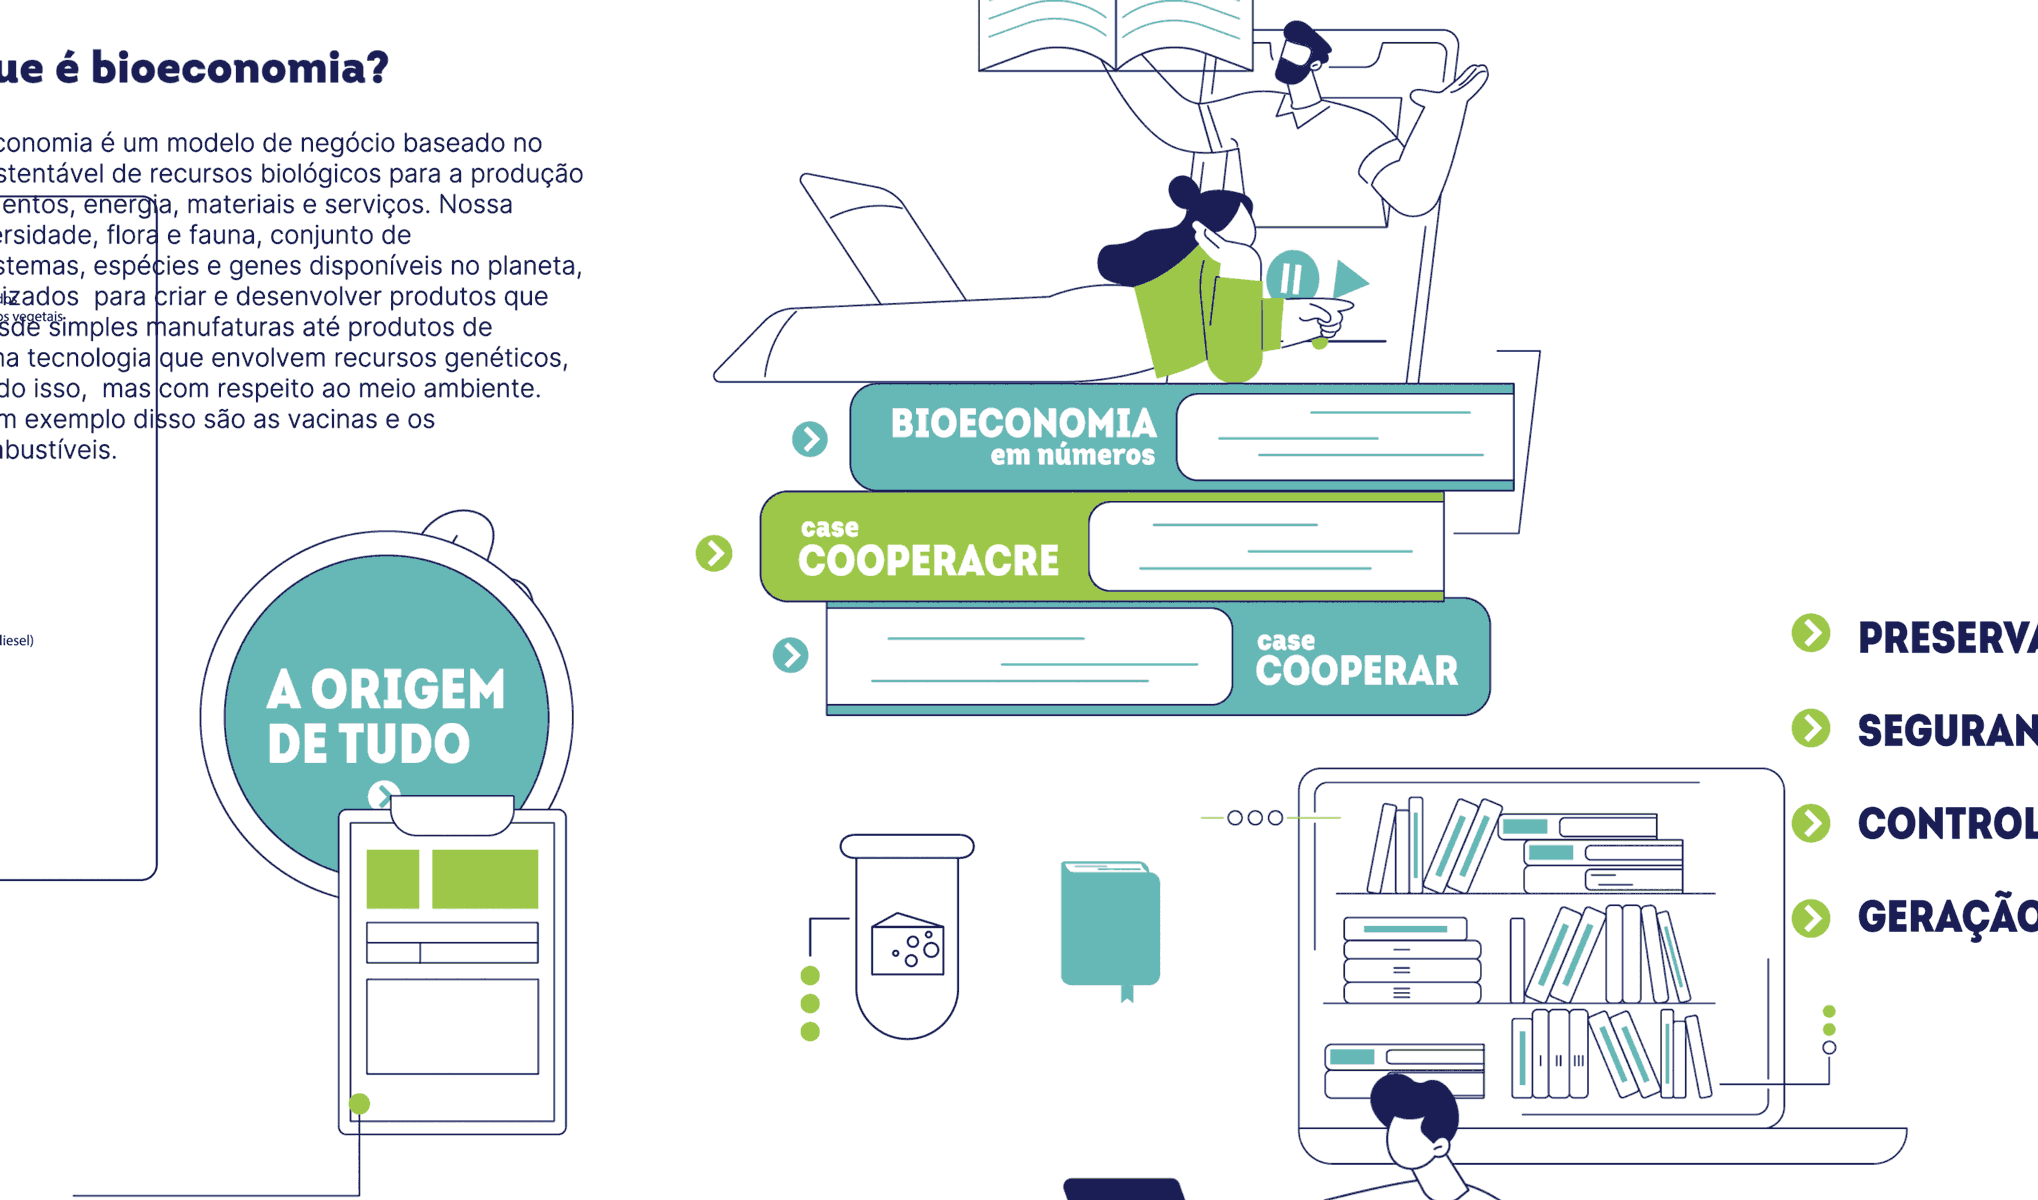 ue é bioeconomia?
conomia é um modelo de negócio baseado no
stentável de recursos biológicos para a produção
entos, energia, materiais e serviços. Nossa
ersidade, flora e fauna, conjunto de
stemas, espécies e genes disponíveis no planeta,
izados para criar e desenvolver produtos que
os vegetais
sde simples manufaturas até produtos de
na tecnologia que envolvem recursos genéticos,
do isso, mas com respeito ao meio ambiente.
m exemplo disso são as vacinas e os
bustíveis.
diesel)
A ORIGEM
DE TUDO
BIOECONOMIA
em números
case
COOPERACRE
case
COOPERAR
PRESERVA
SEGURAN
CONTROL
GERAÇÃO